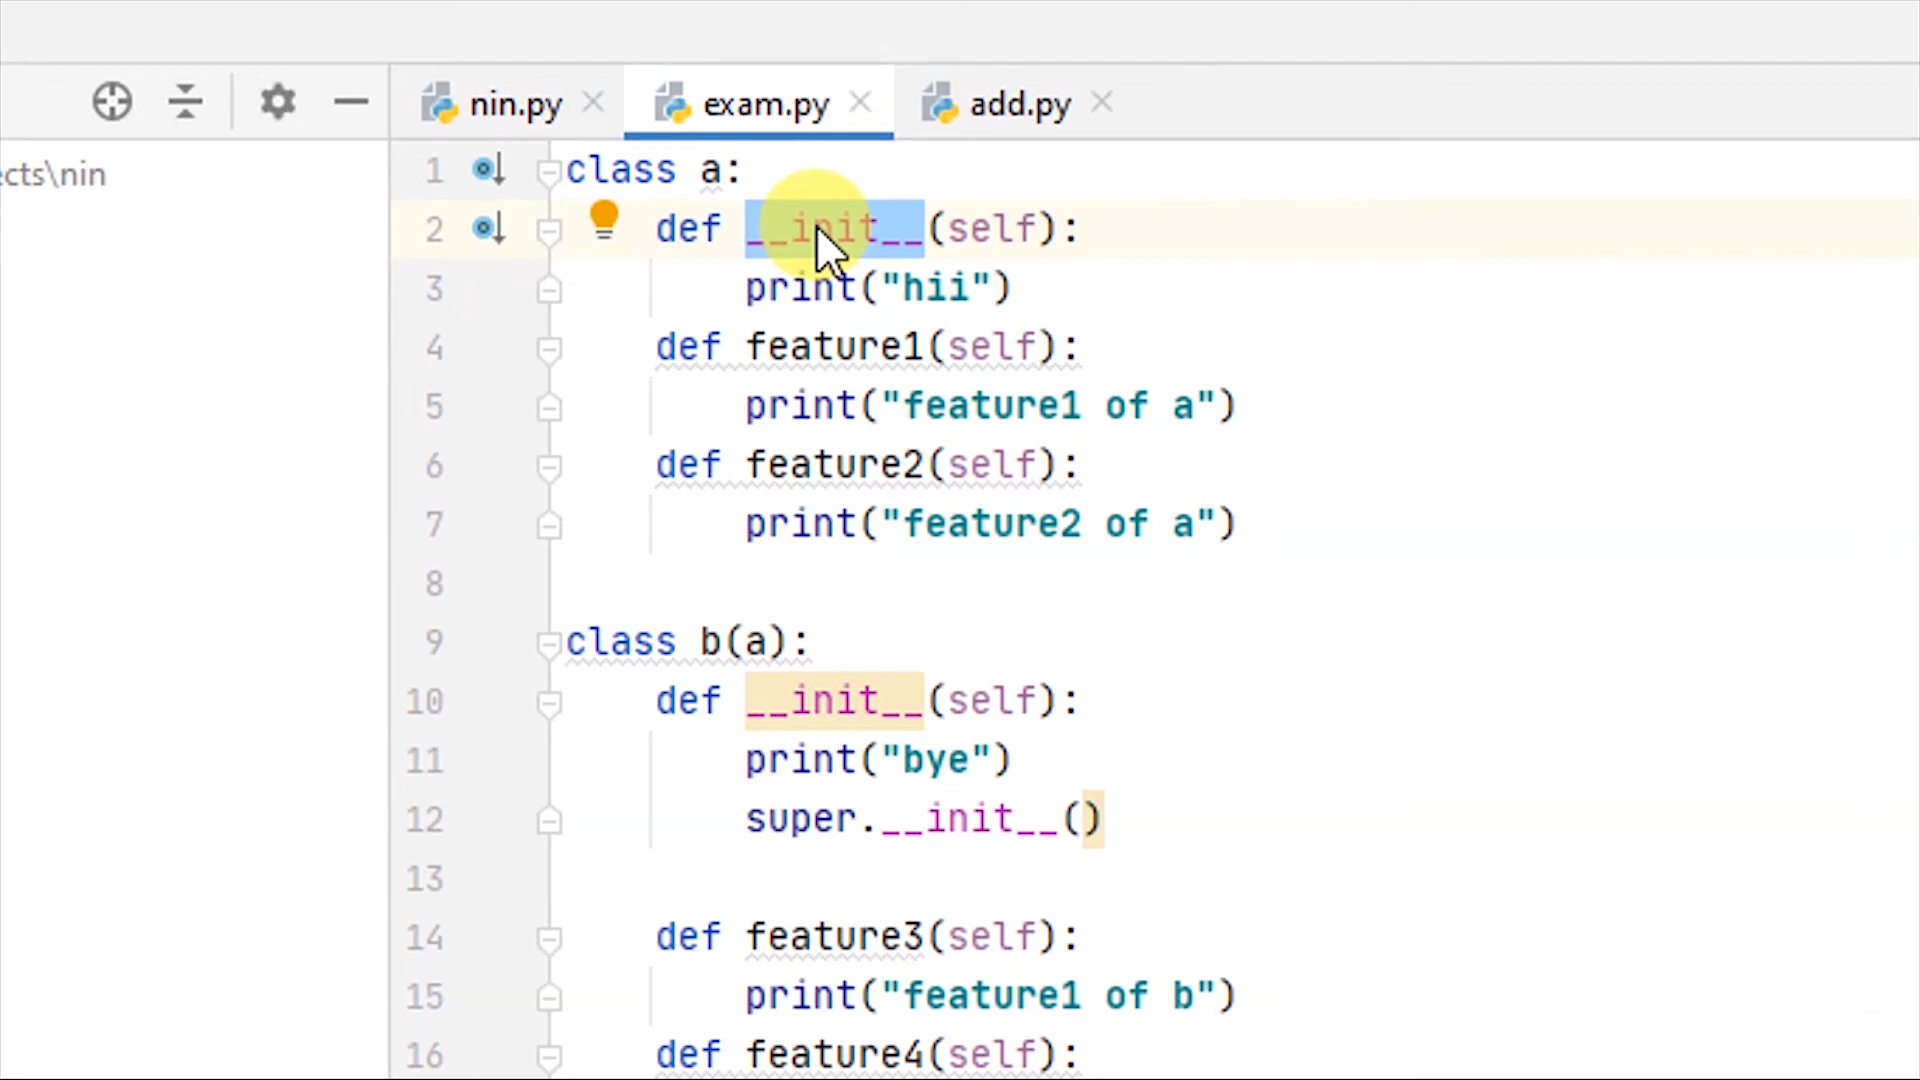 nin.py exam.py add.py
ects\nin
1 class a:
2 def __init__(self):
3 print("hii")
4 def feature1(self):
5 print("feature1 of a")
6 def feature2(self):
7 print("feature2 of a")
8
9 class b(a):
10 def __init__(self):
11 print("bye")
12 super.__init__()
13
14 def feature3(self):
15 print("feature1 of b")
16 def feature4(self):